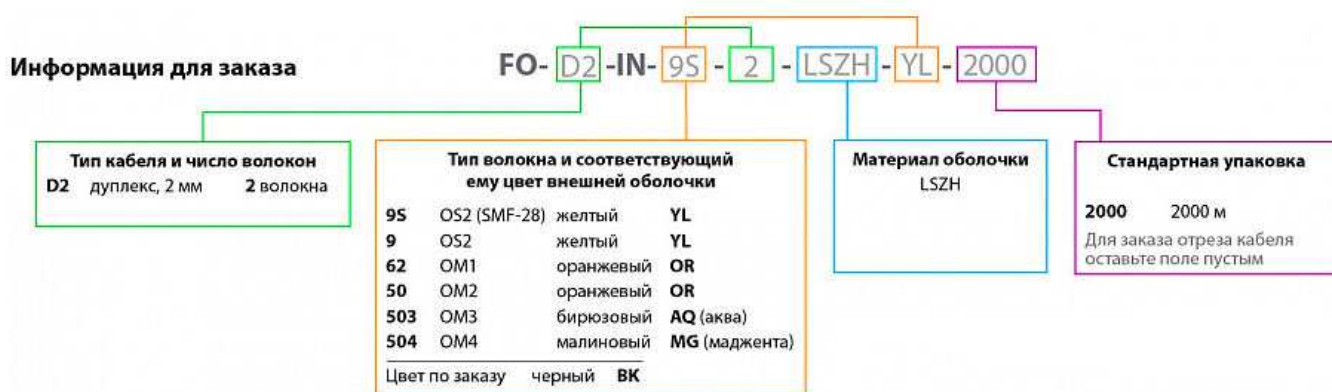 Информация для заказа
FO- D2 -IN- 9S - 2 - LSZH - YL - 2000
Тип кабеля и число волокон
D2 дуплекс, 2 мм 2 волокна
Тип волокна и соответствующий
ему цвет внешней оболочки
9S OS2 (SMF-28) желтый YL
9 OS2 желтый YL
62 OM1 оранжевый OR
50 OM2 оранжевый OR
503 OM3 бирюзовый AQ (аква)
504 OM4 малиновый MG (маджента)
Цвет по заказу черный BK
Материал оболочки
LSZH
Стандартная упаковка
2000 2000 м
Для заказа отреза кабеля
оставьте поле пустым